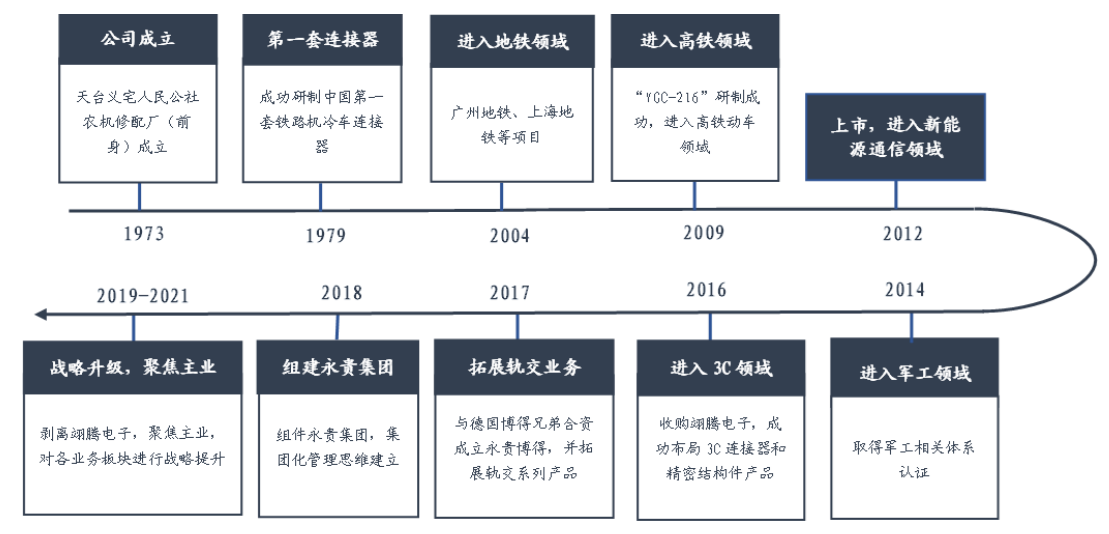 公司成立
天台义宅人民公社
农机修配厂（前
身）成立
1973
第一套连接器
成功研制中国第一
套铁路机冷车连接
器
1979
进入地铁领域
广州地铁、上海地
铁等项目
2004
进入高铁领域
“YGC-216”研制成
功，进入高铁动车
领域
2009
上市，进入新能
源通信领域
2012
2014
进入军工领域
取得军工相关体系
认证
2016
进入 3C 领域
收购翊腾电子，成
功布局 3C 连接器和
精密结构件产品
2017
拓展轨交业务
与德国博得兄弟合资
成立永贵博得，并拓
展轨交系列产品
2018
组建永贵集团
组件永贵集团，集
团化管理思维建立
2019-2021
战略升级，聚焦主业
剥离翊腾电子，聚焦主业，
对各业务板块进行战略提升